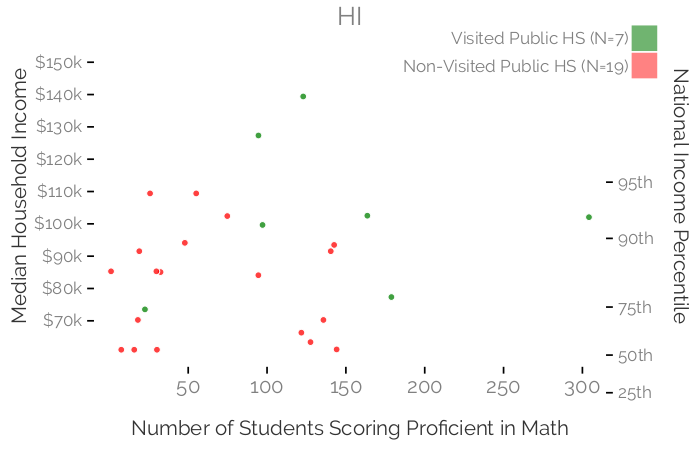 HI
Visited Public HS (N=7)
Non-Visited Public HS (N=19)
Median Household Income
$150k
$140k
$130k
$120k
$110k
$100k
$90k
$80k
$70k
National Income Percentile
95th
90th
75th
50th
25th
50 100 150 200 250 300
Number of Students Scoring Proficient in Math